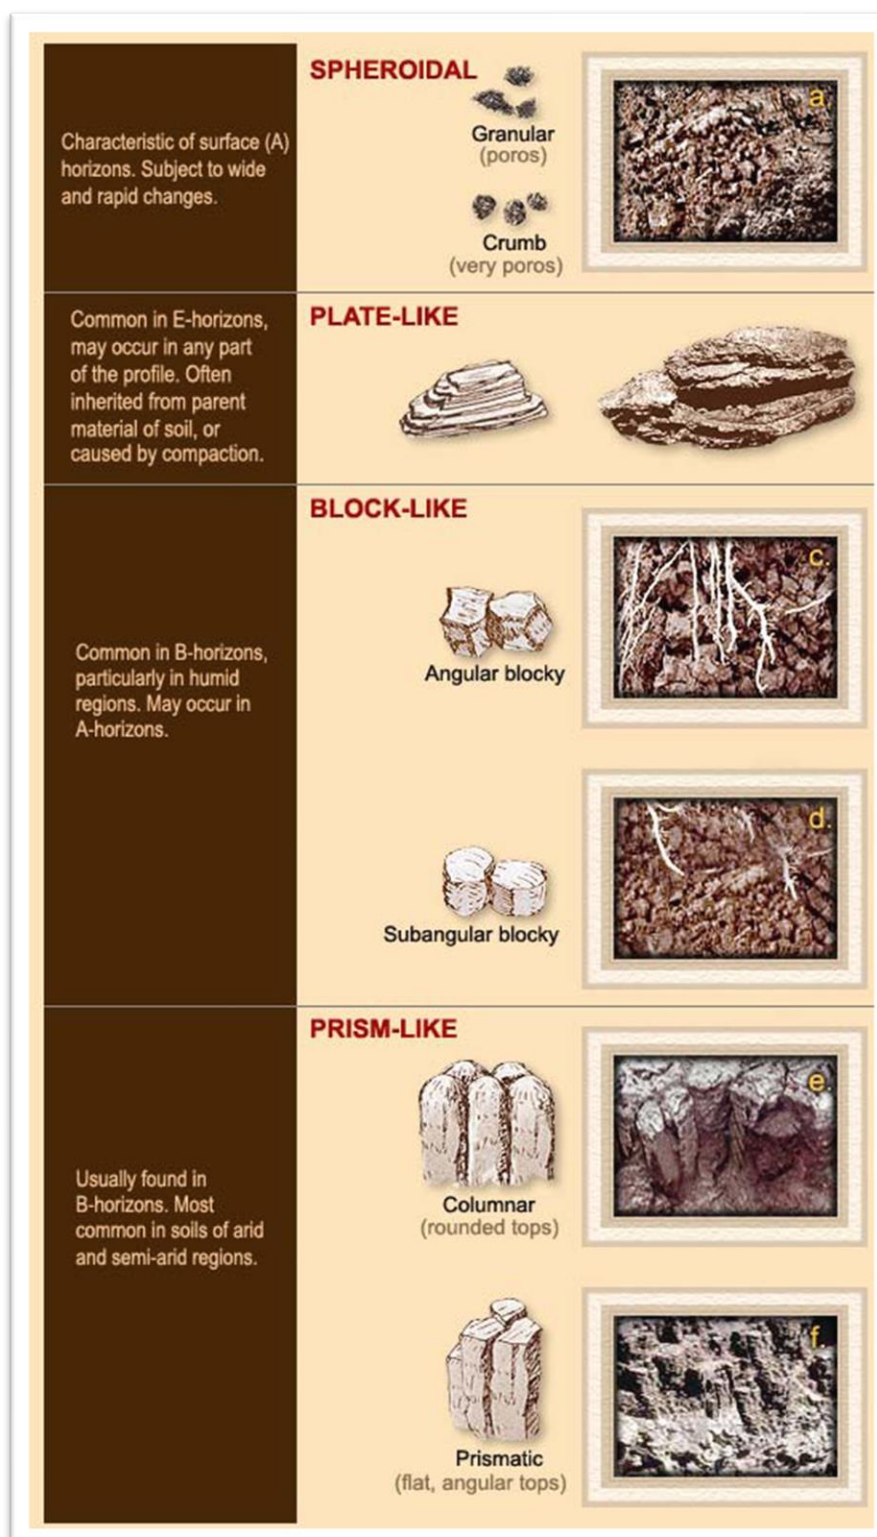 SPHEROIDAL
Characteristic of surface (A)
horizons. Subject to wide
and rapid changes.
Granular
(poros)
Crumb
(very poros)
a
PLATE-LIKE
Common in E-horizons,
may occur in any part
of the profile. Often
inherited from parent
material of soil, or
caused by compaction.
BLOCK-LIKE
Common in B-horizons,
particularly in humid
regions. May occur in
A-horizons.
Angular blocky
c.
Subangular blocky
d.
PRISM-LIKE
Usually found in
B-horizons. Most
common in soils of arid
and semi-arid regions.
Columnar
(rounded tops)
e.
Prismatic
(flat, angular tops)
f.